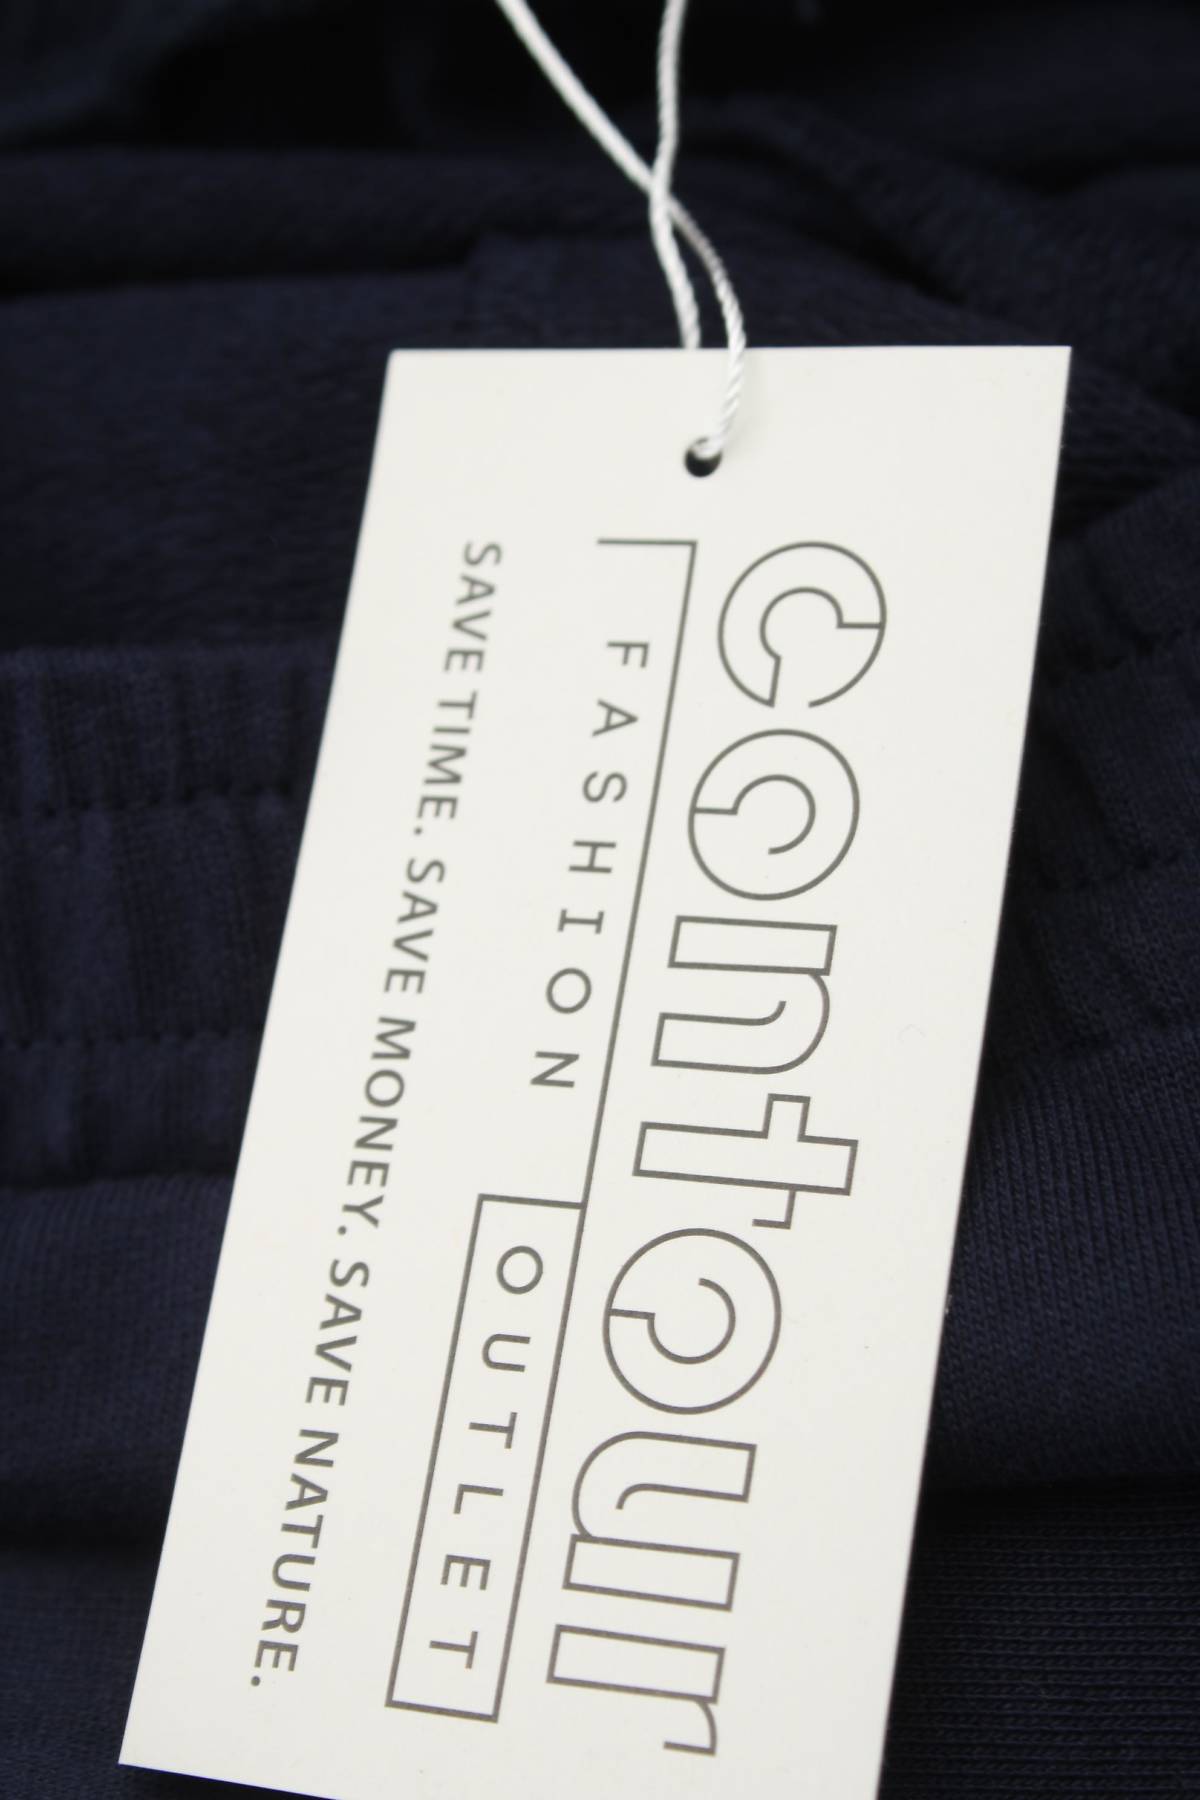 contour
FASHION OUTLET
SAVE TIME. SAVE MONEY. SAVE NATURE.